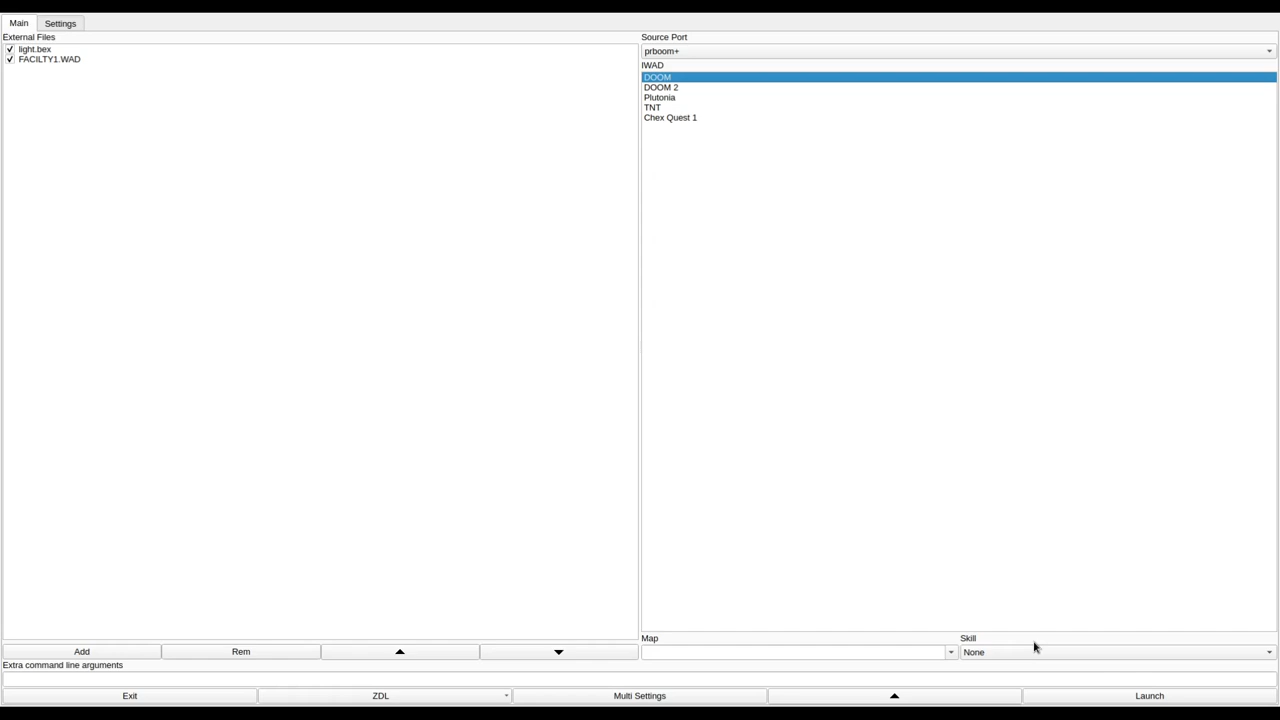 Main
Settings
External Files
light.bex
FACILTY1.WAD
Source Port
prboom+
IWAD
DOOM
DOOM 2
Plutonia
TNT
Chex Quest 1
Add
Rem
Map
Skill
None
Extra command line arguments
Exit
ZDL
Multi Settings
Launch